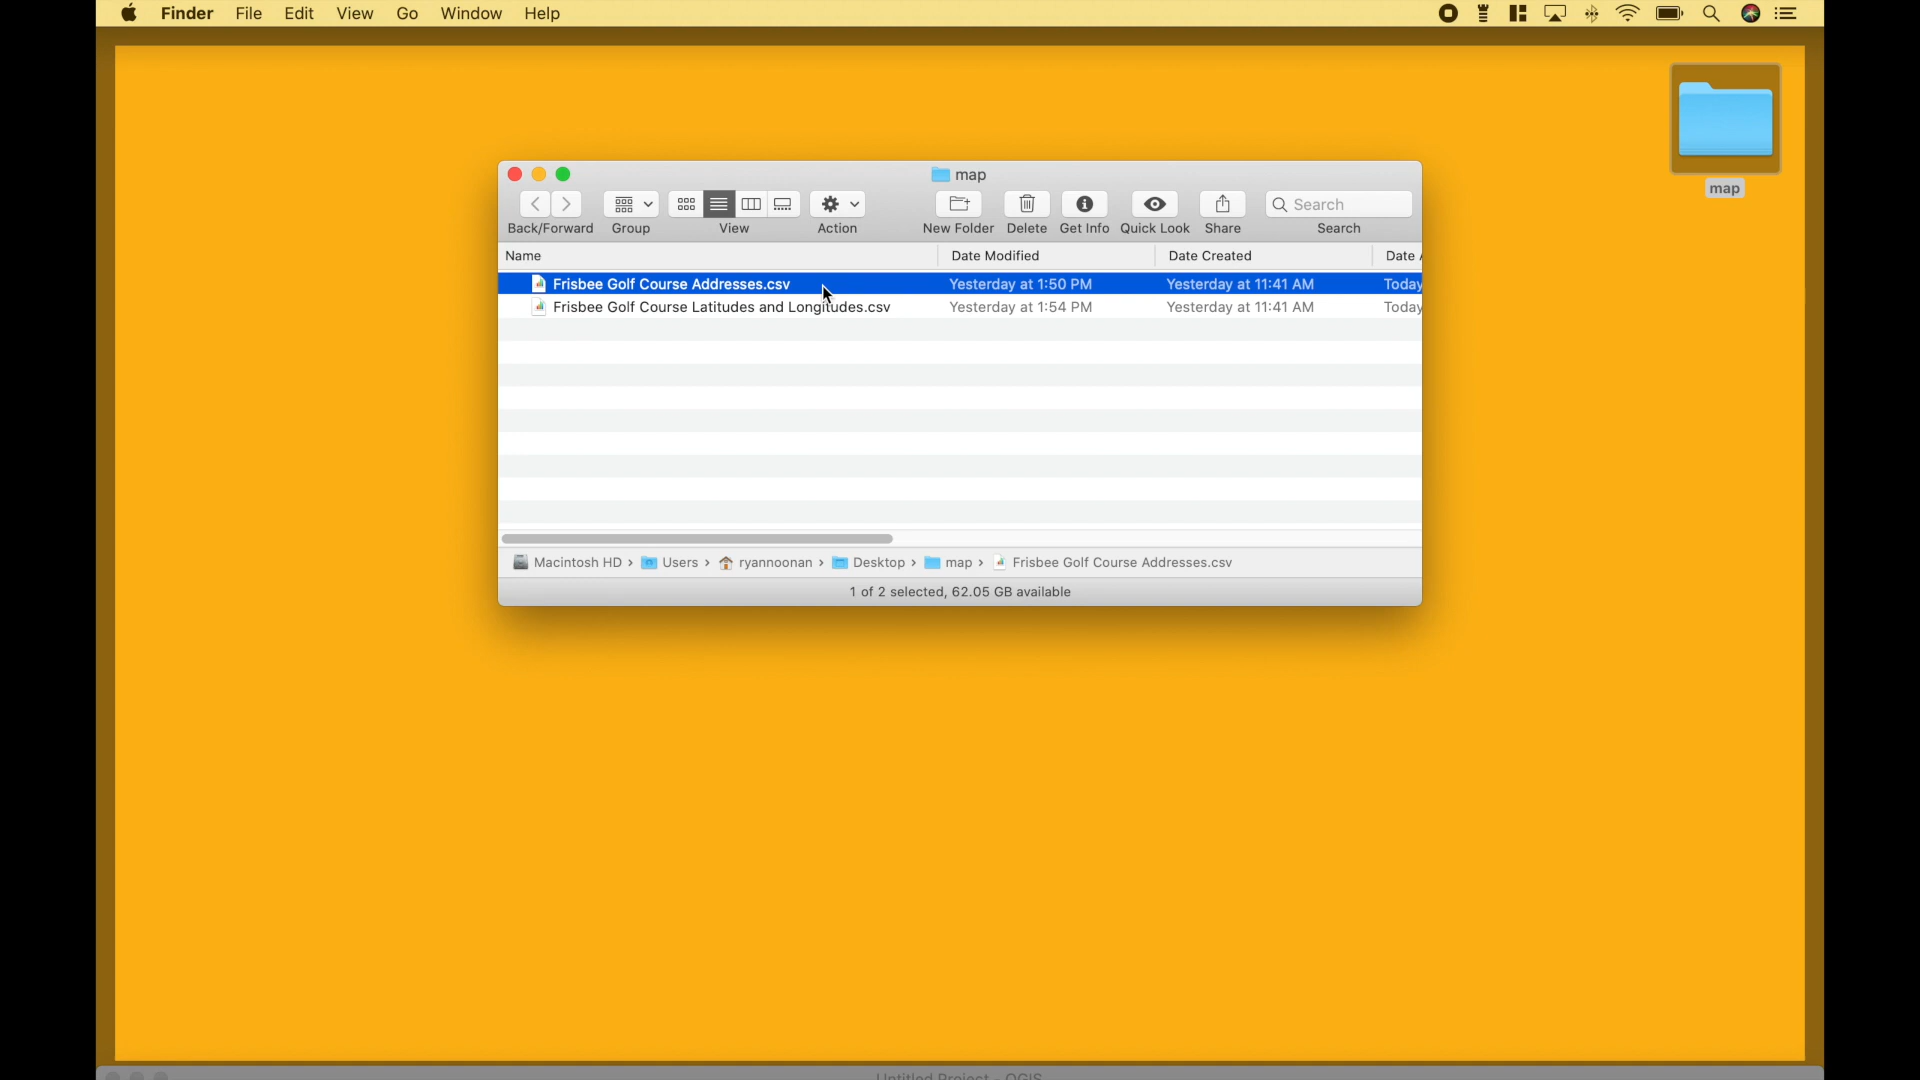 Finder File Edit View Go Window Help
map
map
Back/Forward Group View Action New Folder Delete Get Info Quick Look Share Search
Search
Name Date Modified Date Created Date
Frisbee Golf Course Addresses.csv Yesterday at 1:50 PM Yesterday at 11:41 AM Today
Frisbee Golf Course Latitudes and Longitudes.csv Yesterday at 1:54 PM Yesterday at 11:41 AM Today
Macintosh HD › Users › ryannoonan › Desktop › map › Frisbee Golf Course Addresses.csv
1 of 2 selected, 62.05 GB available
Untitled Project - QGIS